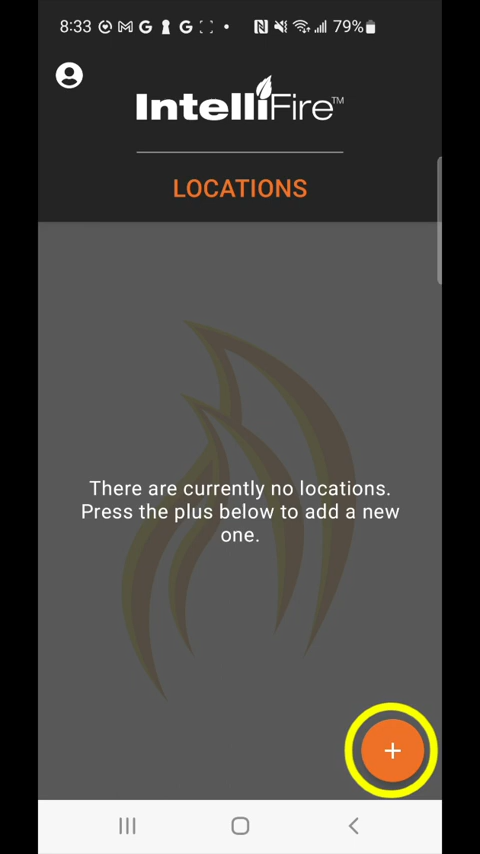 8:33
79%
IntelliFire™
LOCATIONS
There are currently no locations.
Press the plus below to add a new
one.
+